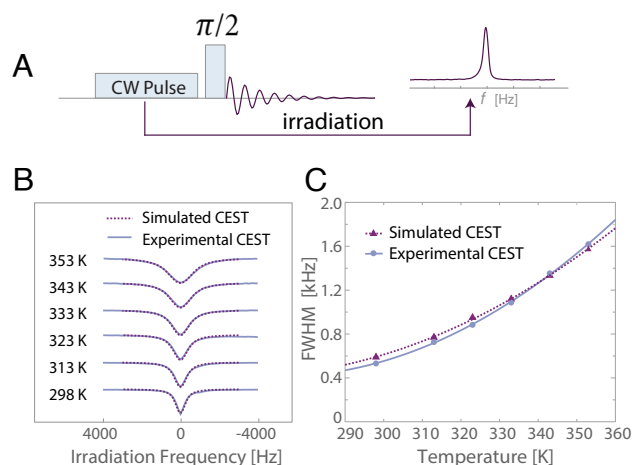 A
π/2
CW Pulse
f [Hz]
irradiation
B
Simulated CEST
Experimental CEST
353 K
343 K
333 K
323 K
313 K
298 K
4000
0
-4000
Irradiation Frequency [Hz]
C
2.0
1.6
1.2
0.8
0.4
0
FWHM [kHz]
Simulated CEST
Experimental CEST
290 300 310 320 330 340 350 360
Temperature [K]